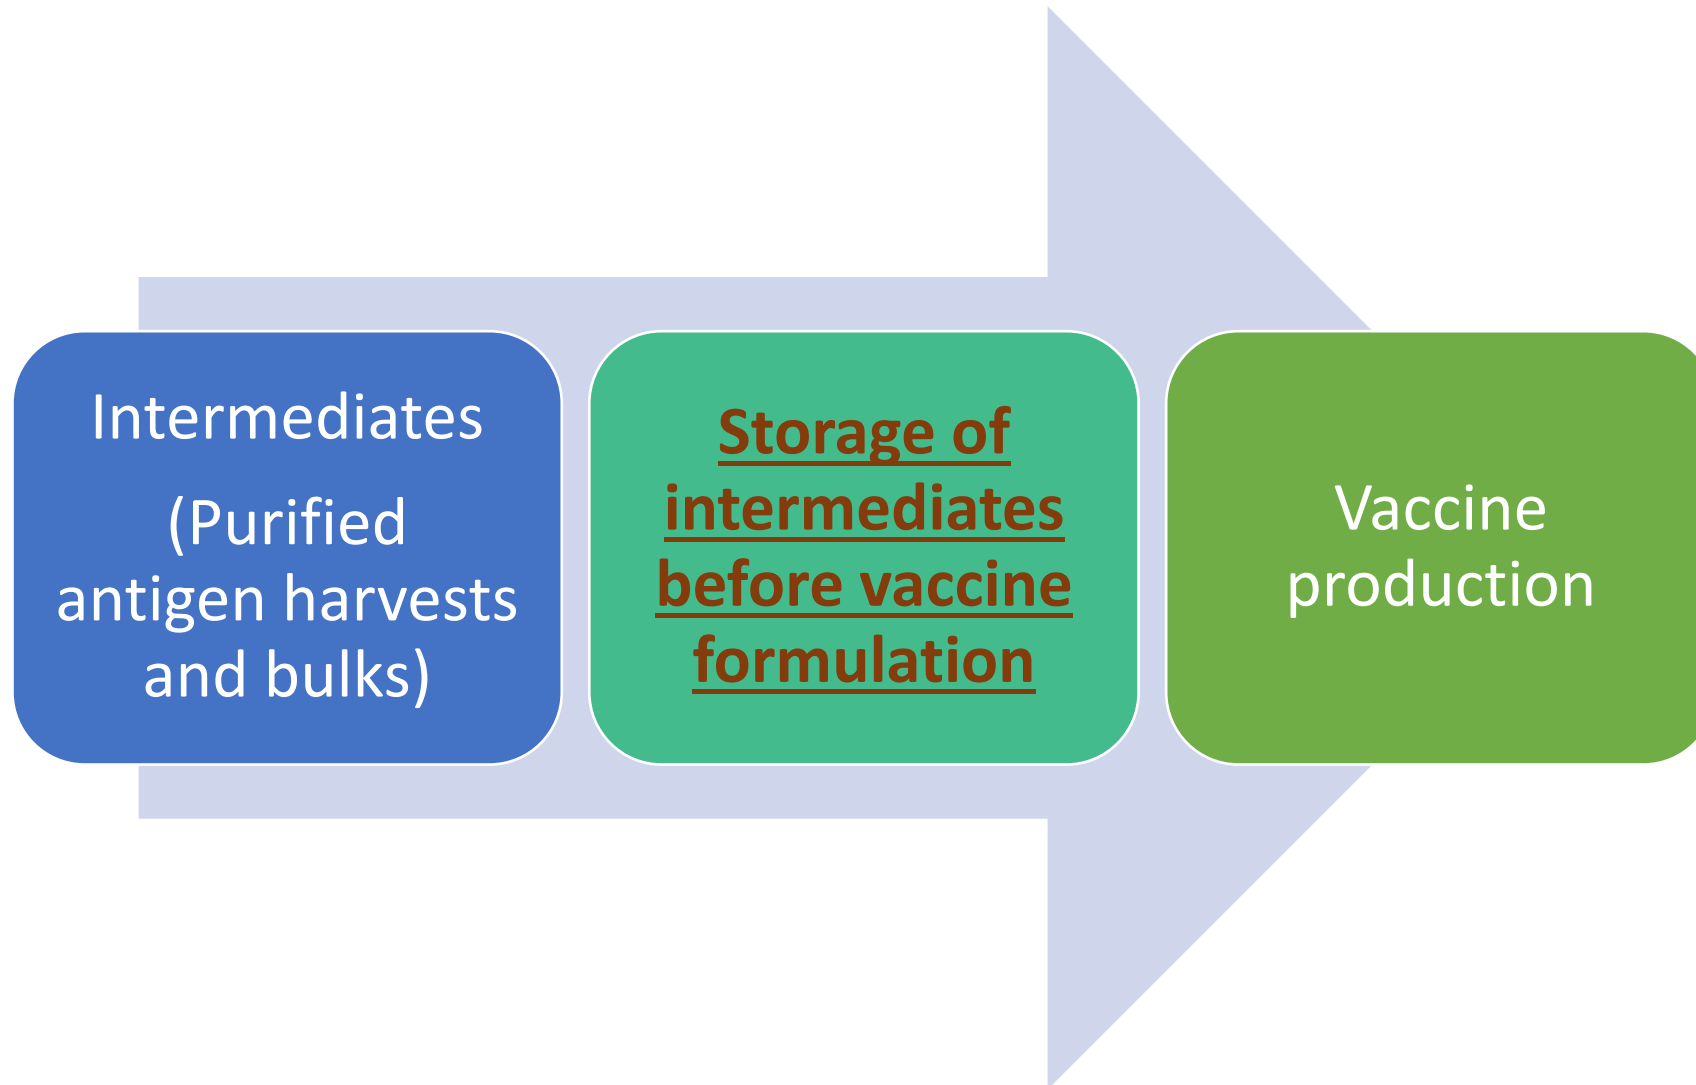 Intermediates
(Purified
antigen harvests
and bulks)
Storage of
intermediates
before vaccine
formulation
Vaccine
production